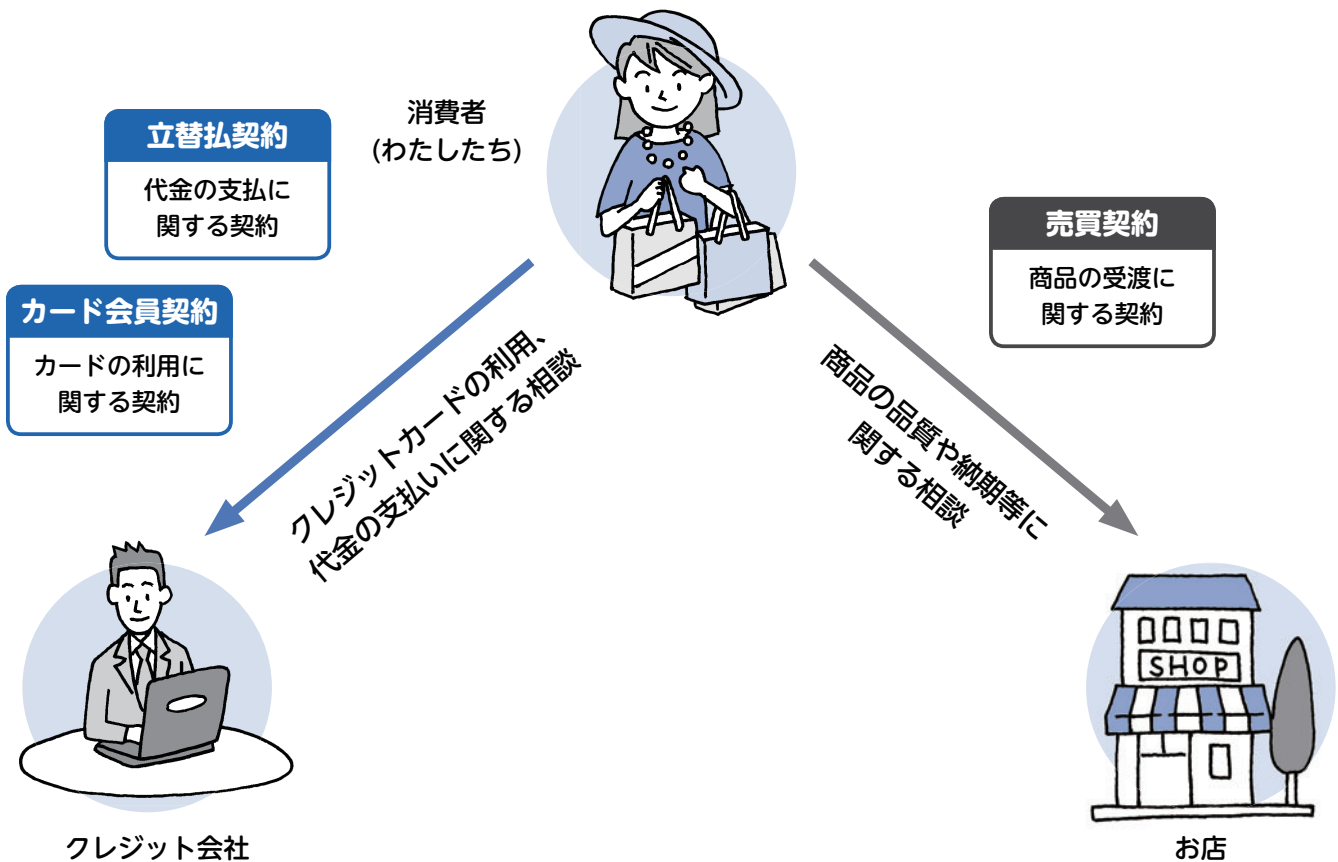 消費者
(わたしたち)
立替払契約
代金の支払に
関する契約
カード会員契約
カードの利用に
関する契約
売買契約
商品の受渡に
関する契約
クレジットカードの利用、
代金の支払いに関する相談
商品の品質や納期等に
関する相談
SHOP
クレジット会社
お店